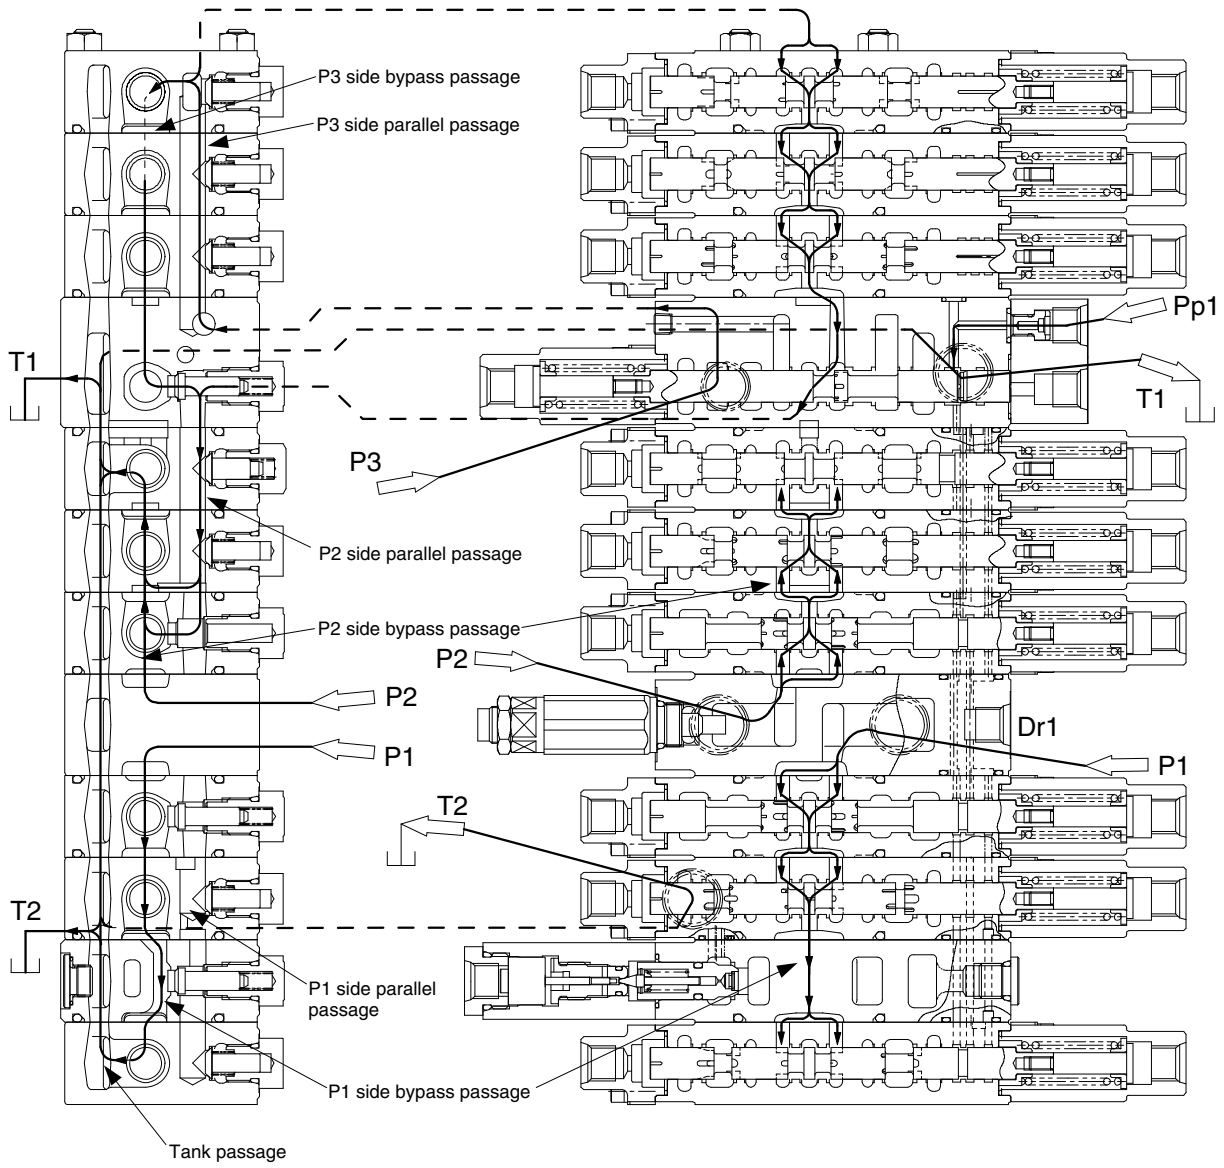 P3 side bypass passage
P3 side parallel passage
Pp1
T1
T1
P3
P2 side parallel passage
P2 side bypass passage
P2
P2
Dr1
P1
P1
T2
T2
P1 side parallel
passage
P1 side bypass passage
Tank passage